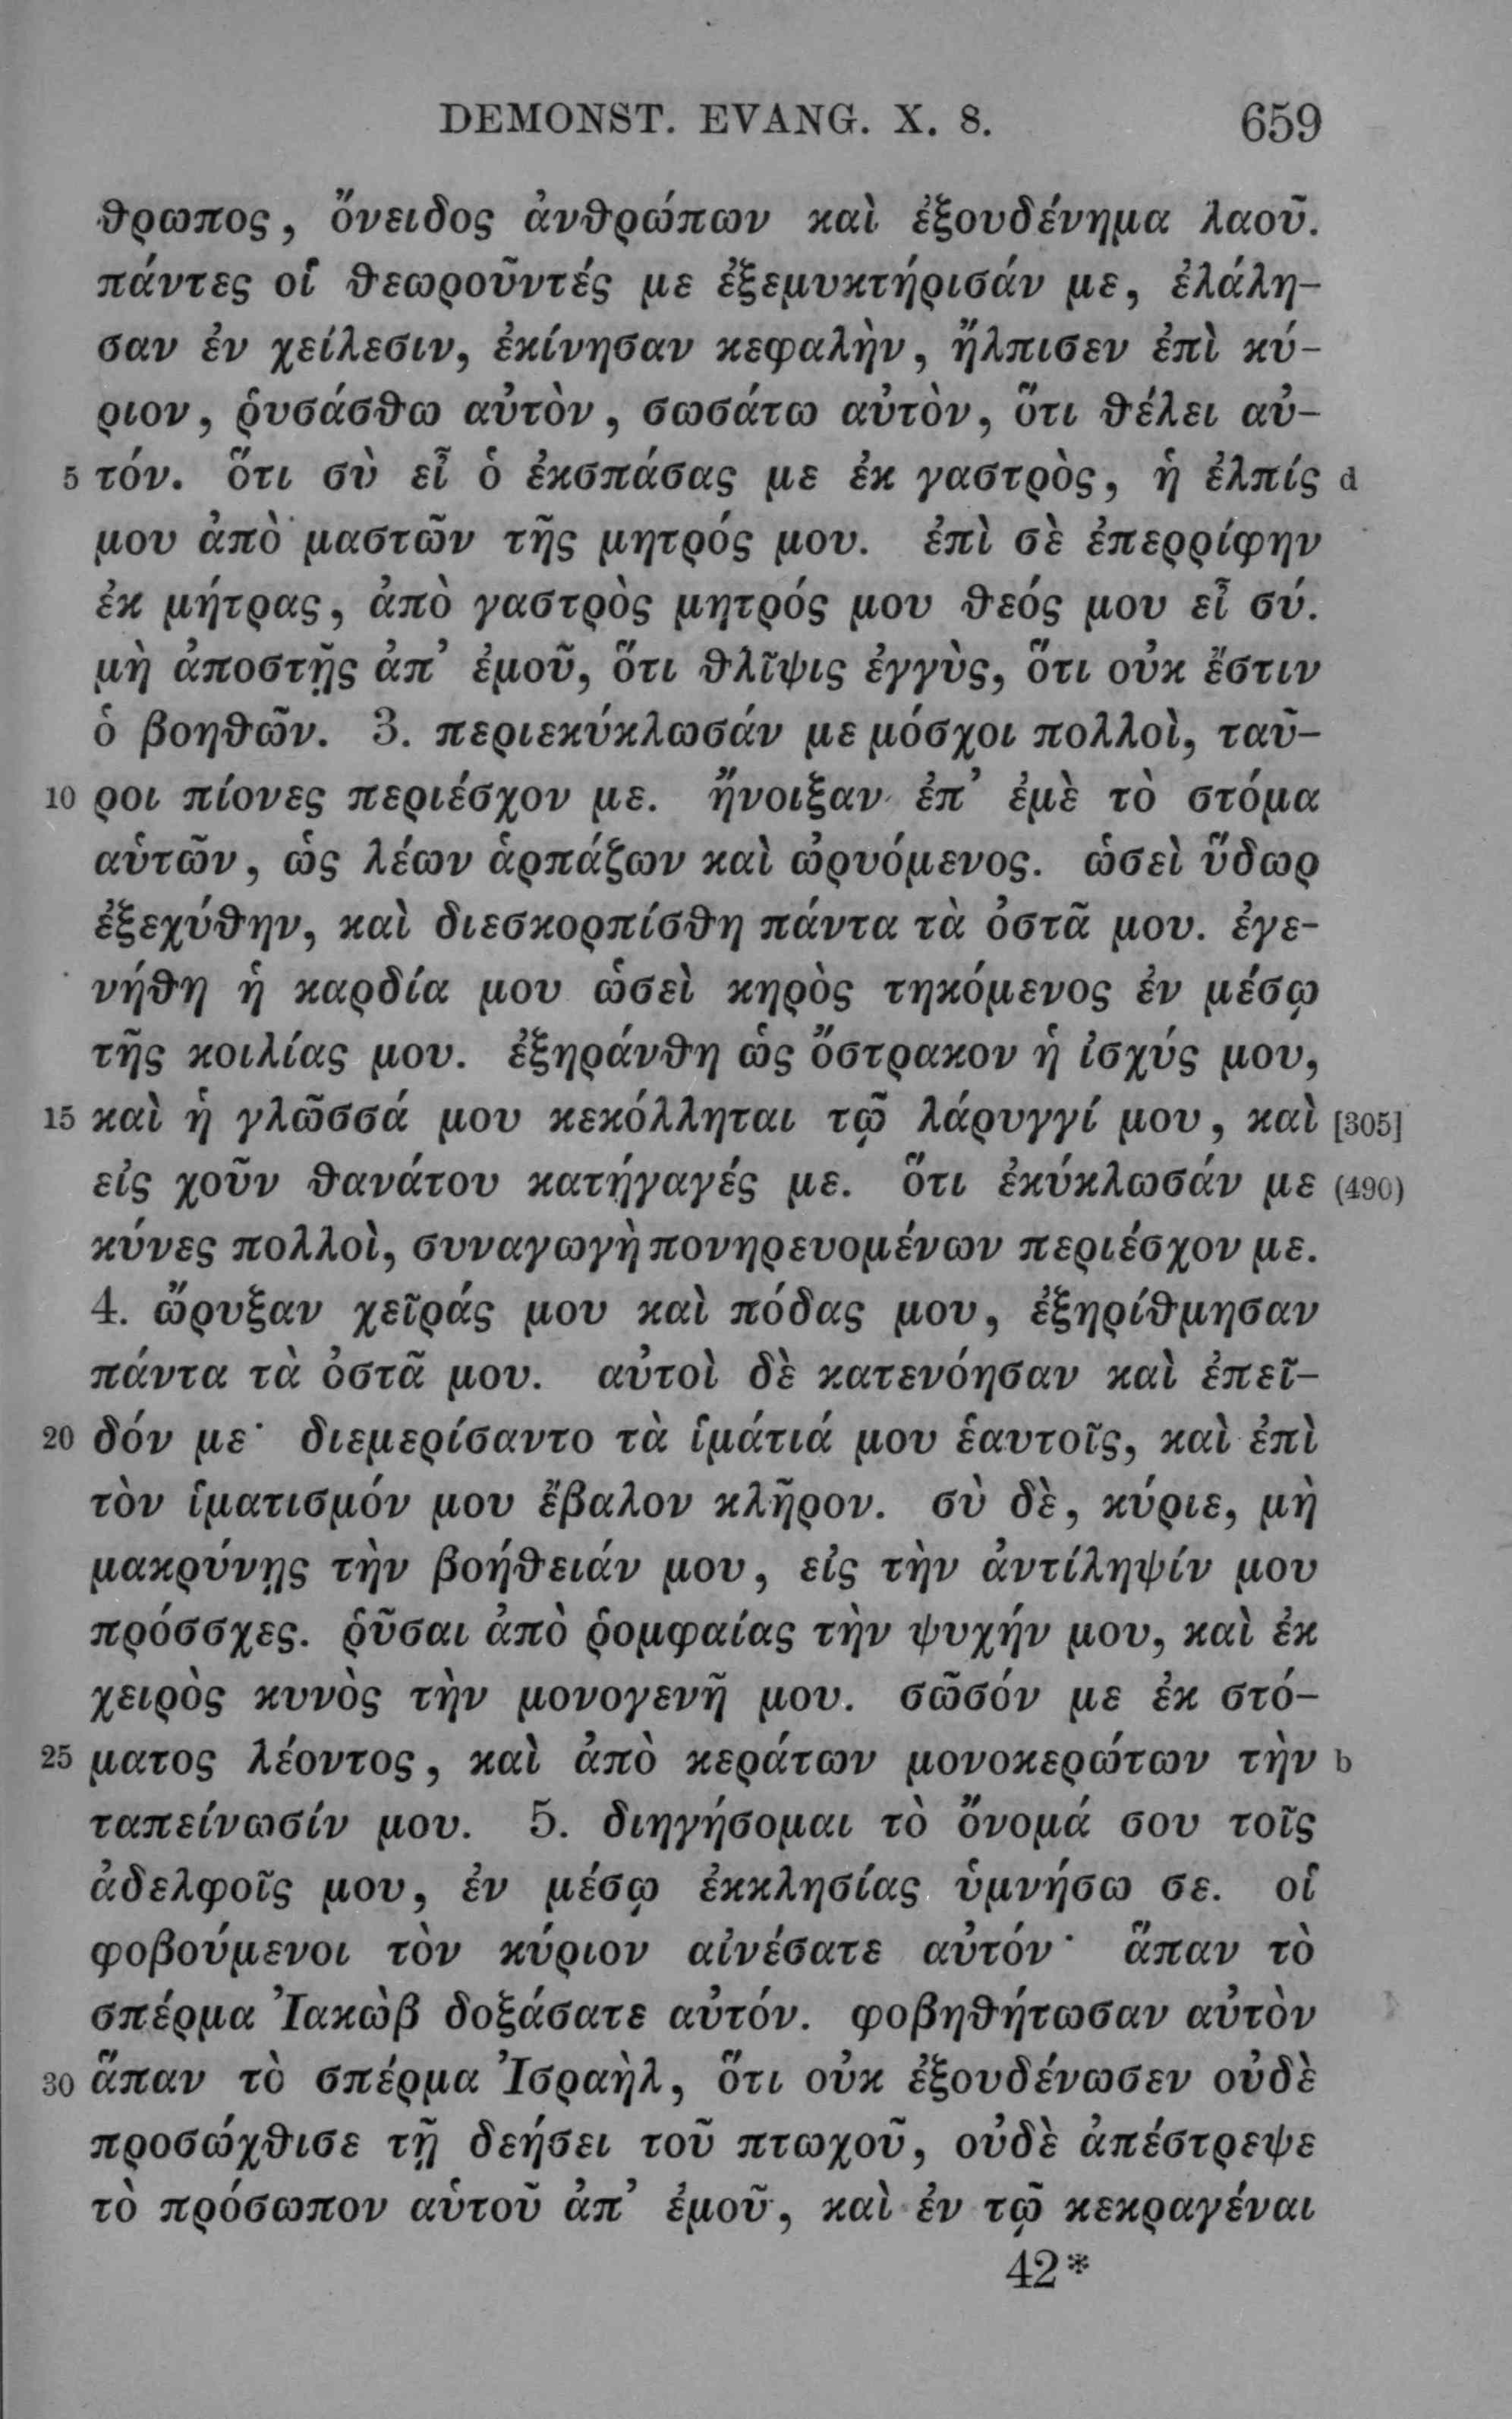 DEMONST. EVANG. X. 8. 659
θρωπος, ὄνειδος ἀνθρώπων καὶ ἐξουδένημα λαοῦ.
πάντες οἱ θεωροῦντές με ἐξεμυκτήρισάν με, ἐλάλη-
σαν ἐν χείλεσιν, ἐκίνησαν κεφαλὴν, ἤλπισεν ἐπὶ κύ-
ριον, ῥυσάσθω αὐτὸν, σωσάτω αὐτὸν, ὅτι θέλει αὐ-
5 τόν. ὅτι σὺ εἶ ὁ ἐκσπάσας με ἐκ γαστρὸς, ἡ ἐλπίς d
μου ἀπὸ μαστῶν τῆς μητρός μου. ἐπὶ σὲ ἐπερρίφην
ἐκ μήτρας, ἀπὸ γαστρὸς μητρός μου θεός μου εἶ σύ.
μὴ ἀποστῇς ἀπ’ ἐμοῦ, ὅτι θλῖψις ἐγγὺς, ὅτι οὐκ ἔστιν
ὁ βοηθῶν. 3. περιεκύκλωσάν με μόσχοι πολλοὶ, ταῦ-
10 ροι πίονες περιέσχον με. ἤνοιξαν ἐπ’ ἐμὲ τὸ στόμα
αὑτῶν, ὡς λέων ἁρπάζων καὶ ὠρυόμενος. ὡσεὶ ὕδωρ
ἐξεχύθην, καὶ διεσκορπίσθη πάντα τὰ ὀστᾶ μου. ἐγε-
νήθη ἡ καρδία μου ὡσεὶ κηρὸς τηκόμενος ἐν μέσῳ
τῆς κοιλίας μου. ἐξηράνθη ὡς ὄστρακον ἡ ἰσχύς μου,
15 καὶ ἡ γλῶσσά μου κεκόλληται τῷ λάρυγγί μου, καὶ [305]
εἰς χοῦν θανάτου κατήγαγές με. ὅτι ἐκύκλωσάν με (490)
κύνες πολλοὶ, συναγωγὴ πονηρευομένων περιέσχον με.
4. ὤρυξαν χεῖράς μου καὶ πόδας μου, ἐξηρίθμησαν
πάντα τὰ ὀστᾶ μου. αὐτοὶ δὲ κατενόησαν καὶ ἐπεῖ-
20 δόν με· διεμερίσαντο τὰ ἱμάτιά μου ἑαυτοῖς, καὶ ἐπὶ
τὸν ἱματισμόν μου ἔβαλον κλῆρον. σὺ δὲ, κύριε, μὴ
μακρύνῃς τὴν βοήθειάν μου, εἰς τὴν ἀντίληψίν μου
πρόσσχες. ῥῦσαι ἀπὸ ῥομφαίας τὴν ψυχήν μου, καὶ ἐκ
χειρὸς κυνὸς τὴν μονογενῆ μου. σῶσόν με ἐκ στό-
25 ματος λέοντος, καὶ ἀπὸ κεράτων μονοκερώτων τὴν b
ταπείνωσίν μου. 5. διηγήσομαι τὸ ὄνομά σου τοῖς
ἀδελφοῖς μου, ἐν μέσῳ ἐκκλησίας ὑμνήσω σε. οἱ
φοβούμενοι τὸν κύριον αἰνέσατε αὐτόν· ἅπαν τὸ
σπέρμα Ἰακὼβ δοξάσατε αὐτόν. φοβηθήτωσαν αὐτὸν
30 ἅπαν τὸ σπέρμα Ἰσραὴλ, ὅτι οὐκ ἐξουδένωσεν οὐδὲ
προσώχθισε τῇ δεήσει τοῦ πτωχοῦ, οὐδὲ ἀπέστρεψε
τὸ πρόσωπον αὑτοῦ ἀπ’ ἐμοῦ, καὶ ἐν τῷ κεκραγέναι
42*